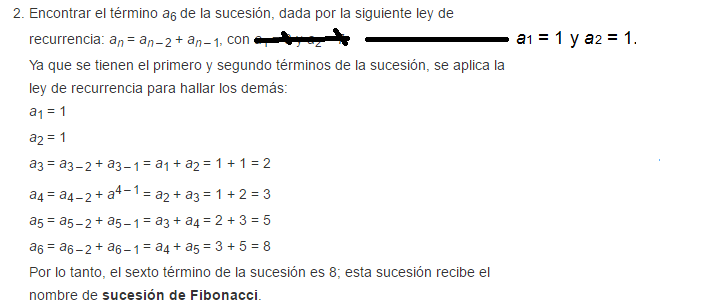 2. Encontrar el término a₆ de la sucesión, dada por la siguiente ley de
recurrencia: aₙ = aₙ₋₂ + aₙ₋₁, con a1 = 1 y a2 = 1.
Ya que se tienen el primero y segundo términos de la sucesión, se aplica la
ley de recurrencia para hallar los demás:
a₁ = 1
a₂ = 1
a₃ = a₃₋₂ + a₃₋₁ = a₁ + a₂ = 1 + 1 = 2
a₄ = a₄₋₂ + a⁴⁻¹ = a₂ + a₃ = 1 + 2 = 3
a₅ = a₅₋₂ + a₅₋₁ = a₃ + a₄ = 2 + 3 = 5
a₆ = a₆₋₂ + a₆₋₁ = a₄ + a₅ = 3 + 5 = 8
Por lo tanto, el sexto término de la sucesión es 8; esta sucesión recibe el
nombre de sucesión de Fibonacci.